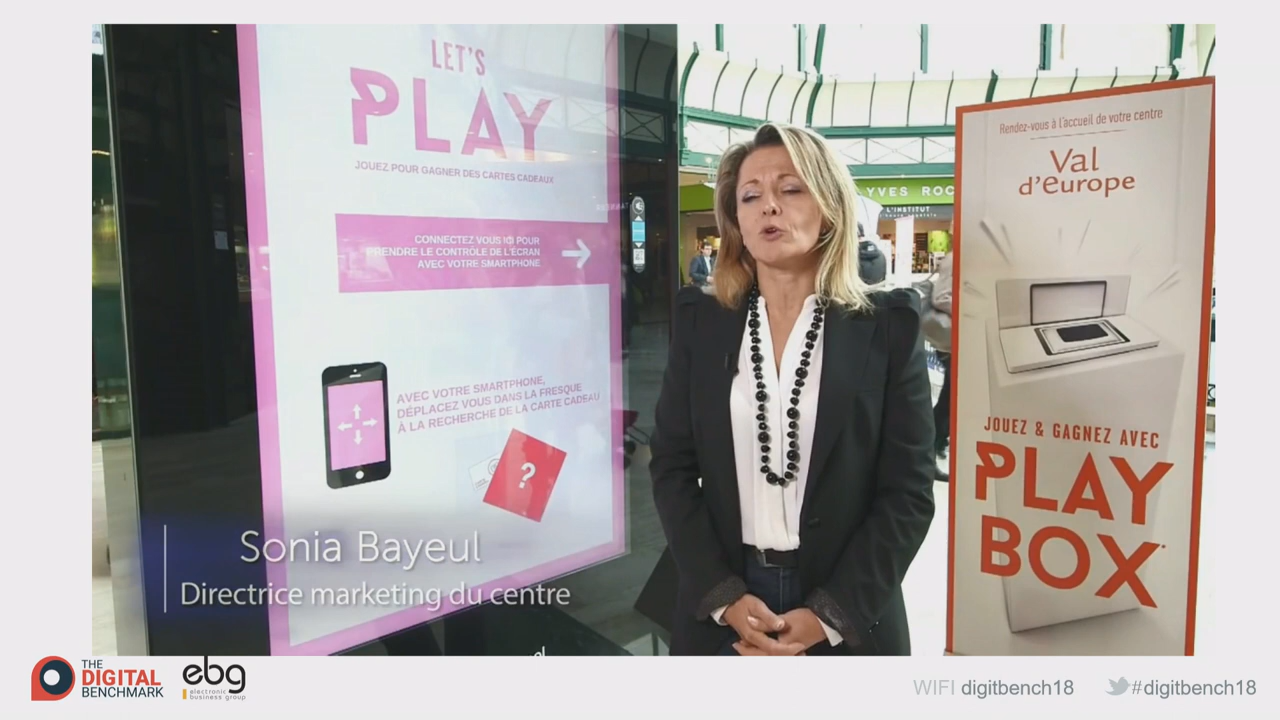 LET'S
PLAY
JOUEZ POUR GAGNER DES CARTES CADEAUX
CONNECTEZ VOUS ICI POUR
PRENDRE LE CONTRÔLE DE L'ÉCRAN
AVEC VOTRE SMARTPHONE
AVEC VOTRE SMARTPHONE,
DÉPLACEZ VOUS DANS LA FRESQUE
À LA RECHERCHE DE LA CARTE CADEAU
?
YVES ROC
L'INSTITUT
Rendez-vous à l'accueil de votre centre
Val
d'europe
JOUEZ & GAGNEZ AVEC
PLAY
BOX*
Sonia Bayeul
Directrice marketing du centre
THE
DIGITAL
BENCHMARK
ebg
electronic
business group
WIFI digitbench18
#digitbench18